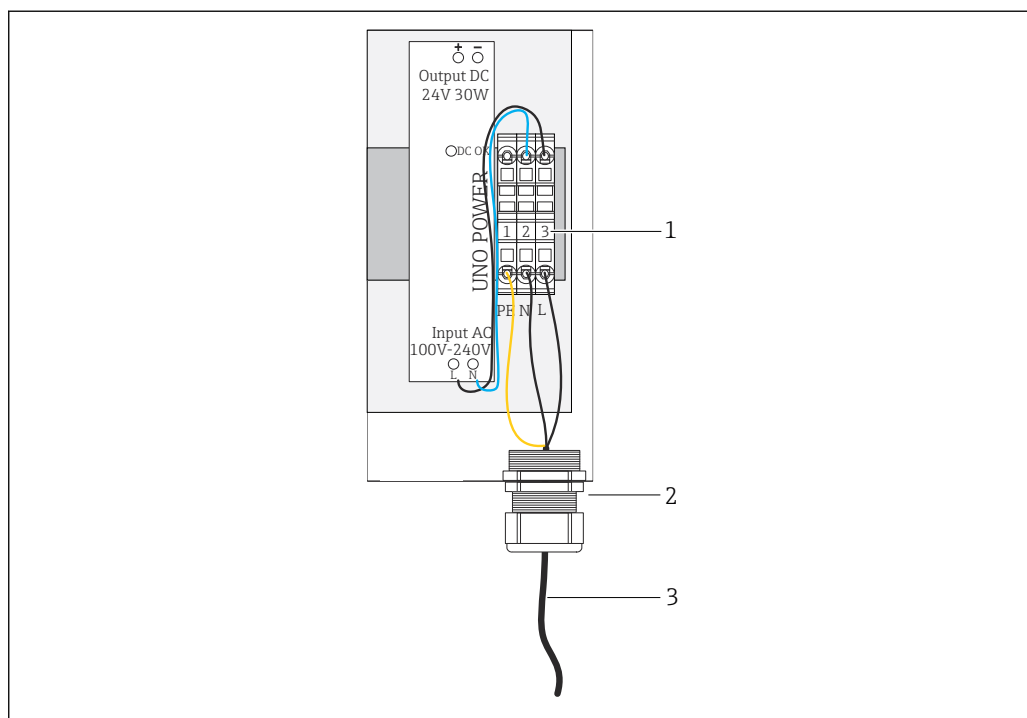 + −
Output DC
24V 30W
DC OK
UNO POWER
1 2 3
1
PE N L
Input AC
100V-240V
L N
2
3